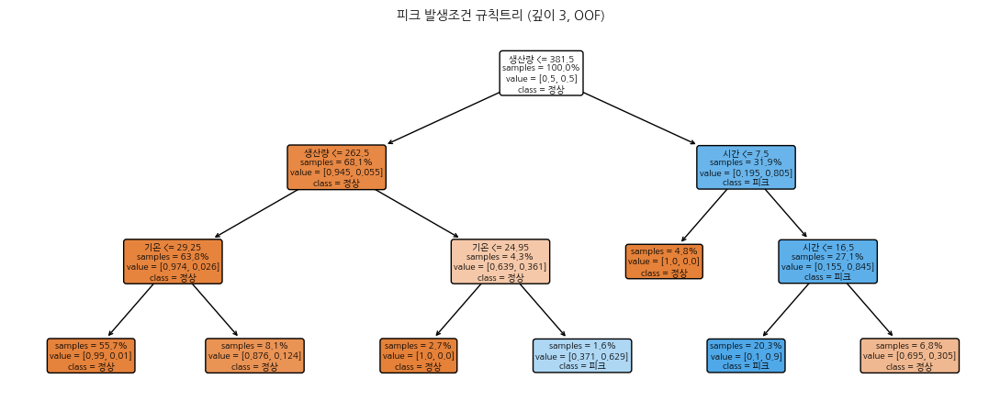 피크 발생조건 규칙트리 (깊이 3, OOF)
생산량 <= 381.5
samples = 100.0%
value = [0.5, 0.5]
class = 정상
생산량 <= 262.5
samples = 68.1%
value = [0.945, 0.055]
class = 정상
시간 <= 7.5
samples = 31.9%
value = [0.195, 0.805]
class = 피크
기온 <= 29.25
samples = 63.8%
value = [0.974, 0.026]
class = 정상
기온 <= 24.95
samples = 4.3%
value = [0.639, 0.361]
class = 정상
samples = 4.8%
value = [1.0, 0.0]
class = 정상
시간 <= 16.5
samples = 27.1%
value = [0.155, 0.845]
class = 피크
samples = 55.7%
value = [0.99, 0.01]
class = 정상
samples = 8.1%
value = [0.876, 0.124]
class = 정상
samples = 2.7%
value = [1.0, 0.0]
class = 정상
samples = 1.6%
value = [0.371, 0.629]
class = 피크
samples = 20.3%
value = [0.1, 0.9]
class = 피크
samples = 6.8%
value = [0.695, 0.305]
class = 정상